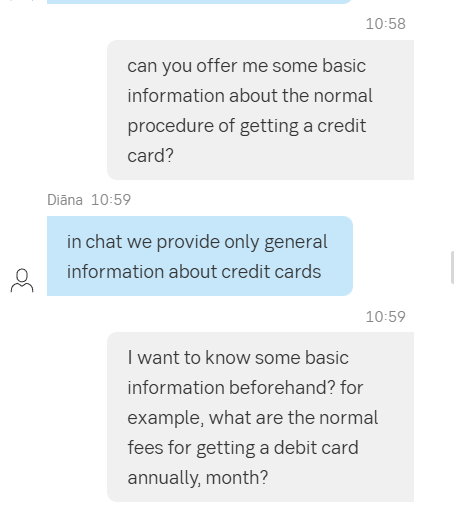 10:58
can you offer me some basic
information about the normal
procedure of getting a credit
card?
Diāna 10:59
in chat we provide only general
information about credit cards
10:59
I want to know some basic
information beforehand? for
example, what are the normal
fees for getting a debit card
annually, month?